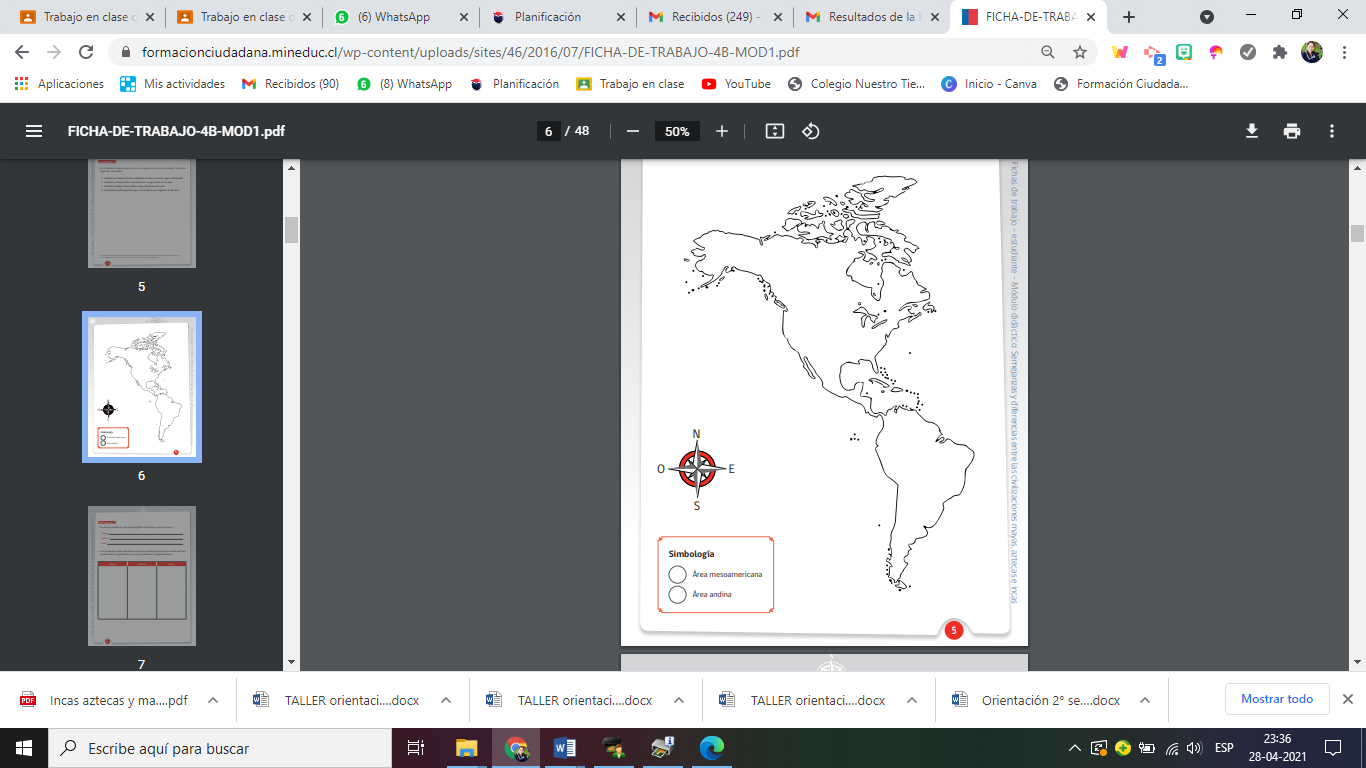 Trabajo en clase d
Trabajo en clase d
(6) WhatsApp
Planificación
Recibidos (249) -
Resultados de la
FICHA-DE-TRABA
formacionciudadana.mineduc.cl/wp-content/uploads/sites/46/2016/07/FICHA-DE-TRABAJO-4B-MOD1.pdf
2
Aplicaciones
Mis actividades
Recibidos (90)
(8) WhatsApp
Planificación
Trabajo en clase
YouTube
Colegio Nuestro Tie...
Inicio - Canva
Formación Ciudada...
FICHA-DE-TRABAJO-4B-MOD1.pdf
6 / 48
50%
5
6
7
Fichas de trabajo - estudiante - Módulo didáctico: Semejanzas y diferencias entre las civilizaciones mayas, aztecas e incas
N
O
E
S
Simbología
Área mesoamericana
Área andina
5
Incas aztecas y ma....pdf
TALLER orientaci....docx
TALLER orientaci....docx
TALLER orientaci....docx
Orientación 2° se....docx
Mostrar todo
Escribe aquí para buscar
ESP
23:36
28-04-2021